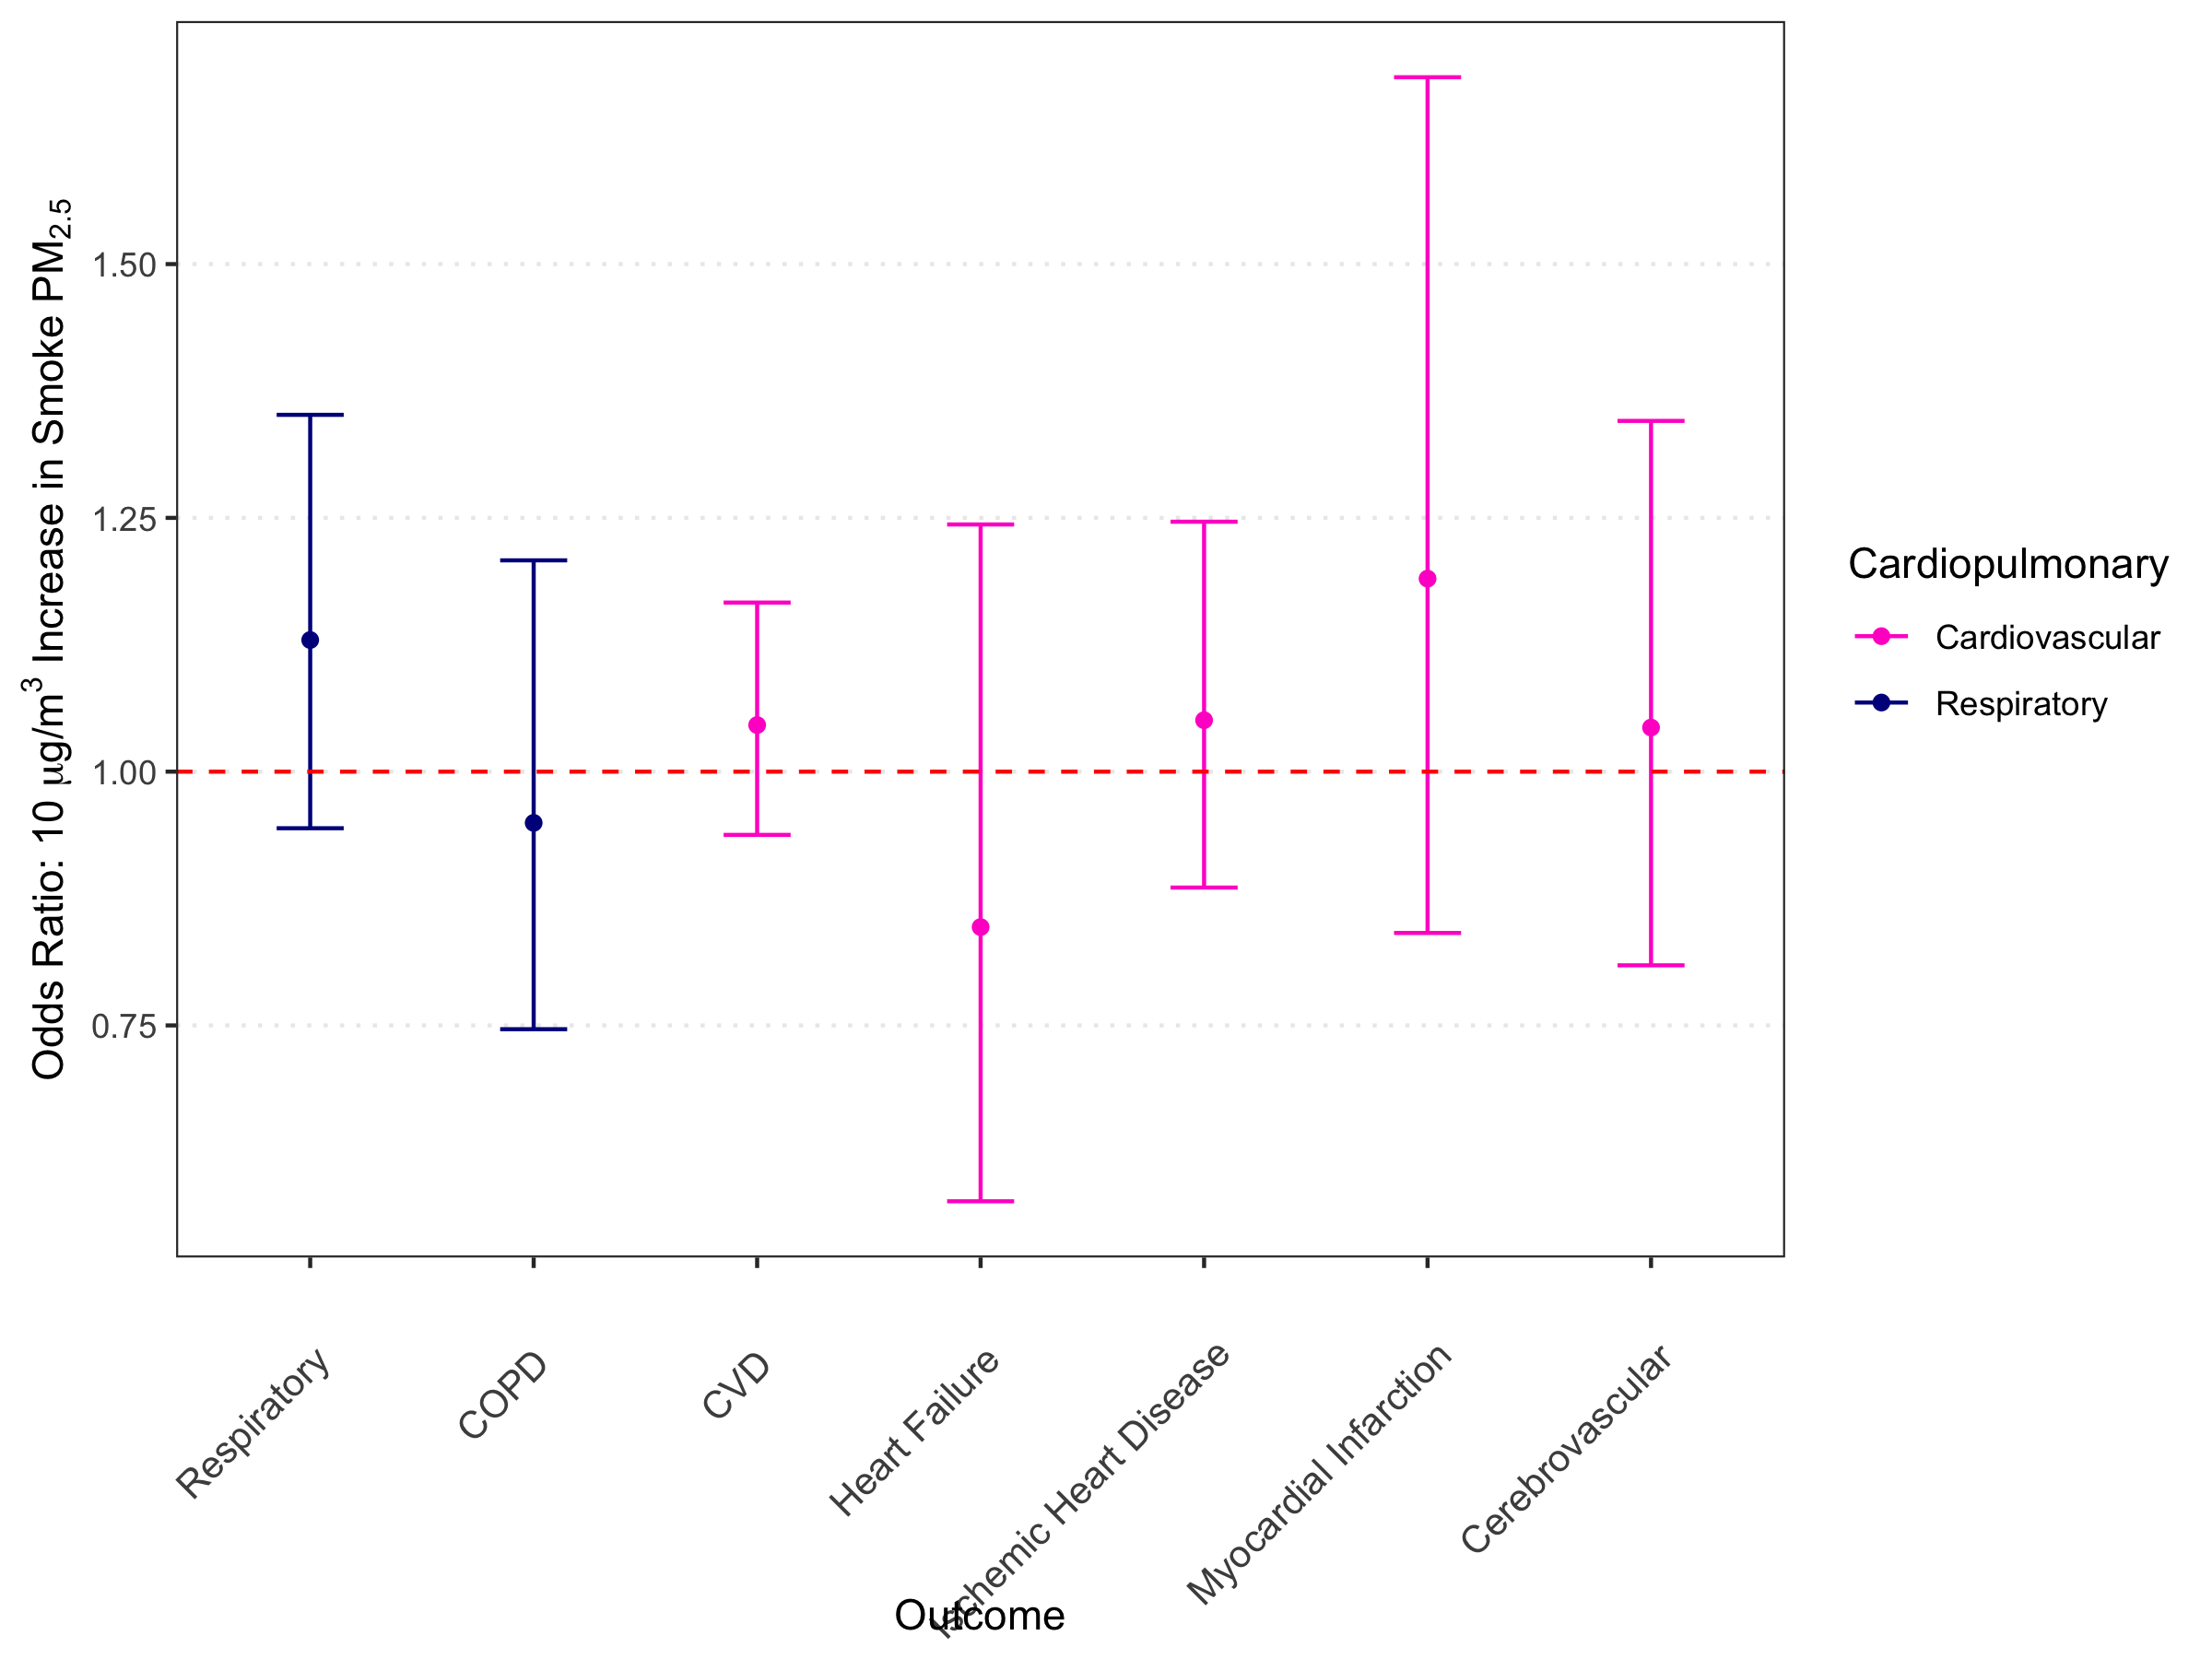 Odds Ratio: 10 µg/m³ Increase in Smoke PM₂.₅
1.50
1.25
1.00
0.75
Respiratory
COPD
CVD
Heart Failure
Ischemic Heart Disease
Myocardial Infarction
Cerebrovascular
Outcome
Cardiopulmonary
Cardiovascular
Respiratory